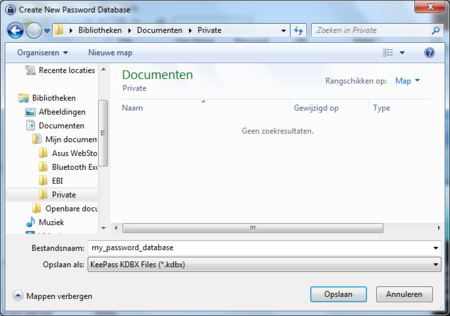 Create New Password Database
Bibliotheken ▸ Documenten ▸ Private
Zoeken in Private
Organiseren
Nieuwe map
Recente locaties
Bibliotheken
Afbeeldingen
Documenten
Mijn document
Asus WebSto
Bluetooth Exc
EBI
Private
Openbare docu
Muziek
Documenten
Private
Rangschikken op: Map
Naam
Gewijzigd op
Type
Geen zoekresultaten.
Bestandsnaam: my_password_database
Opslaan als: KeePass KDBX Files (*.kdbx)
Mappen verbergen
Opslaan
Annuleren